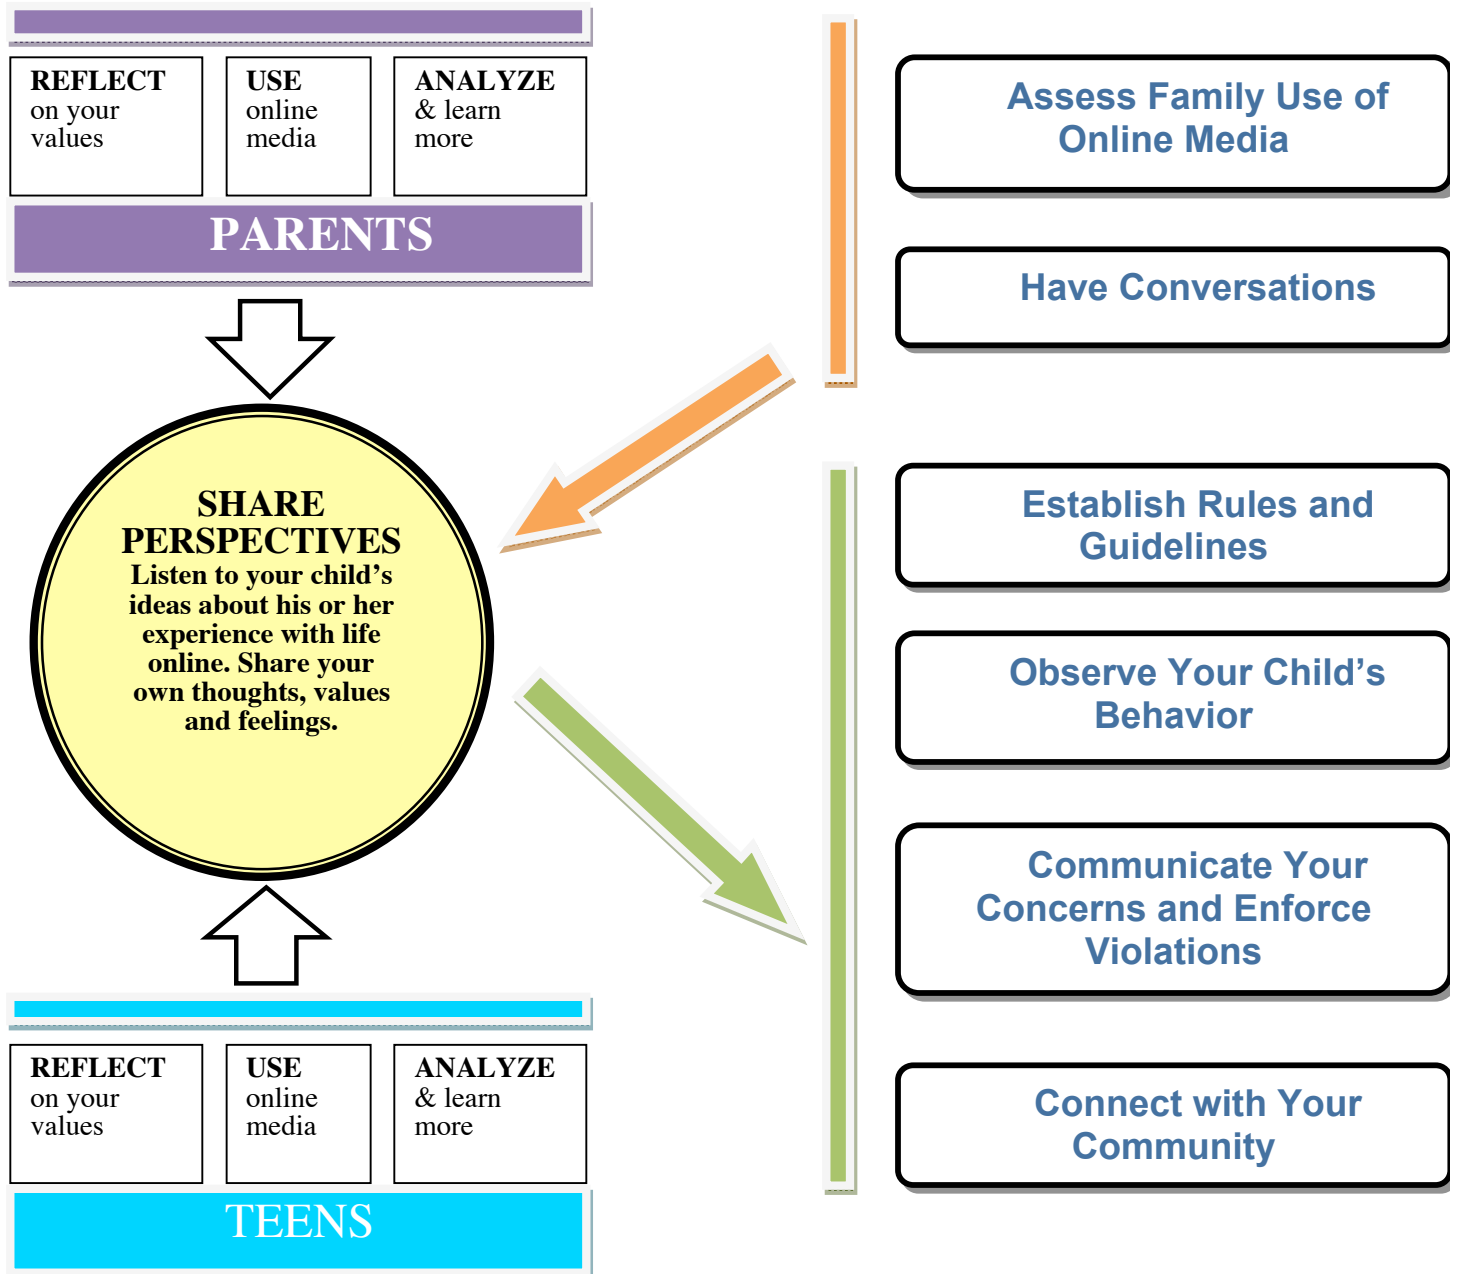 REFLECT
on your
values
USE
online
media
ANALYZE
& learn
more
PARENTS
SHARE
PERSPECTIVES
Listen to your child’s
ideas about his or her
experience with life
online. Share your
own thoughts, values
and feelings.
REFLECT
on your
values
USE
online
media
ANALYZE
& learn
more
TEENS
Assess Family Use of
Online Media
Have Conversations
Establish Rules and
Guidelines
Observe Your Child’s
Behavior
Communicate Your
Concerns and Enforce
Violations
Connect with Your
Community